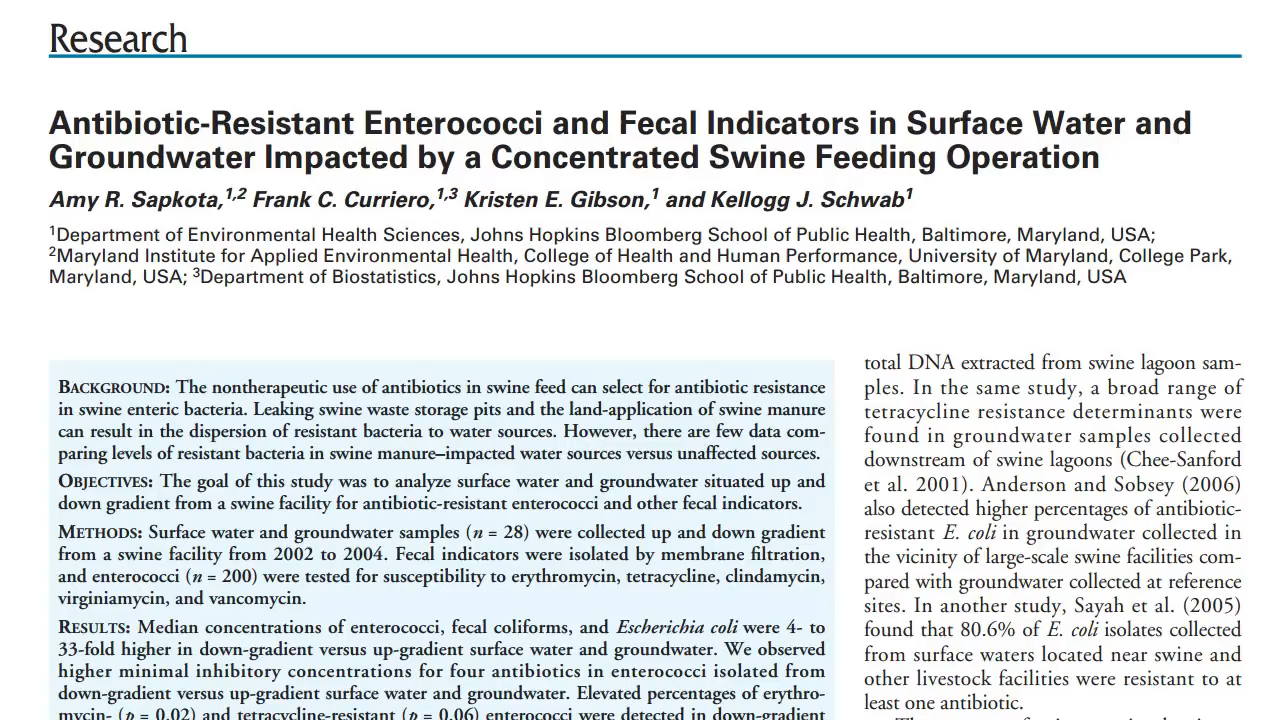 Research
Antibiotic-Resistant Enterococci and Fecal Indicators in Surface Water and
Groundwater Impacted by a Concentrated Swine Feeding Operation
Amy R. Sapkota,1,2 Frank C. Curriero,1,3 Kristen E. Gibson,1 and Kellogg J. Schwab1
1Department of Environmental Health Sciences, Johns Hopkins Bloomberg School of Public Health, Baltimore, Maryland, USA;
2Maryland Institute for Applied Environmental Health, College of Health and Human Performance, University of Maryland, College Park,
Maryland, USA; 3Department of Biostatistics, Johns Hopkins Bloomberg School of Public Health, Baltimore, Maryland, USA
BACKGROUND: The nontherapeutic use of antibiotics in swine feed can select for antibiotic resistance
in swine enteric bacteria. Leaking swine waste storage pits and the land-application of swine manure
can result in the dispersion of resistant bacteria to water sources. However, there are few data com-
paring levels of resistant bacteria in swine manure–impacted water sources versus unaffected sources.
OBJECTIVES: The goal of this study was to analyze surface water and groundwater situated up and
down gradient from a swine facility for antibiotic-resistant enterococci and other fecal indicators.
METHODS: Surface water and groundwater samples (n = 28) were collected up and down gradient
from a swine facility from 2002 to 2004. Fecal indicators were isolated by membrane filtration,
and enterococci (n = 200) were tested for susceptibility to erythromycin, tetracycline, clindamycin,
virginiamycin, and vancomycin.
RESULTS: Median concentrations of enterococci, fecal coliforms, and Escherichia coli were 4- to
33-fold higher in down-gradient versus up-gradient surface water and groundwater. We observed
higher minimal inhibitory concentrations for four antibiotics in enterococci isolated from
down-gradient versus up-gradient surface water and groundwater. Elevated percentages of erythro-
mycin- (p = 0.02) and tetracycline-resistant (p = 0.06) enterococci were detected in down-gradient
total DNA extracted from swine lagoon sam-
ples. In the same study, a broad range of
tetracycline resistance determinants were
found in groundwater samples collected
downstream of swine lagoons (Chee-Sanford
et al. 2001). Anderson and Sobsey (2006)
also detected higher percentages of antibiotic-
resistant E. coli in groundwater collected in
the vicinity of large-scale swine facilities com-
pared with groundwater collected at reference
sites. In another study, Sayah et al. (2005)
found that 80.6% of E. coli isolates collected
from surface waters located near swine and
other livestock facilities were resistant to at
least one antibiotic.